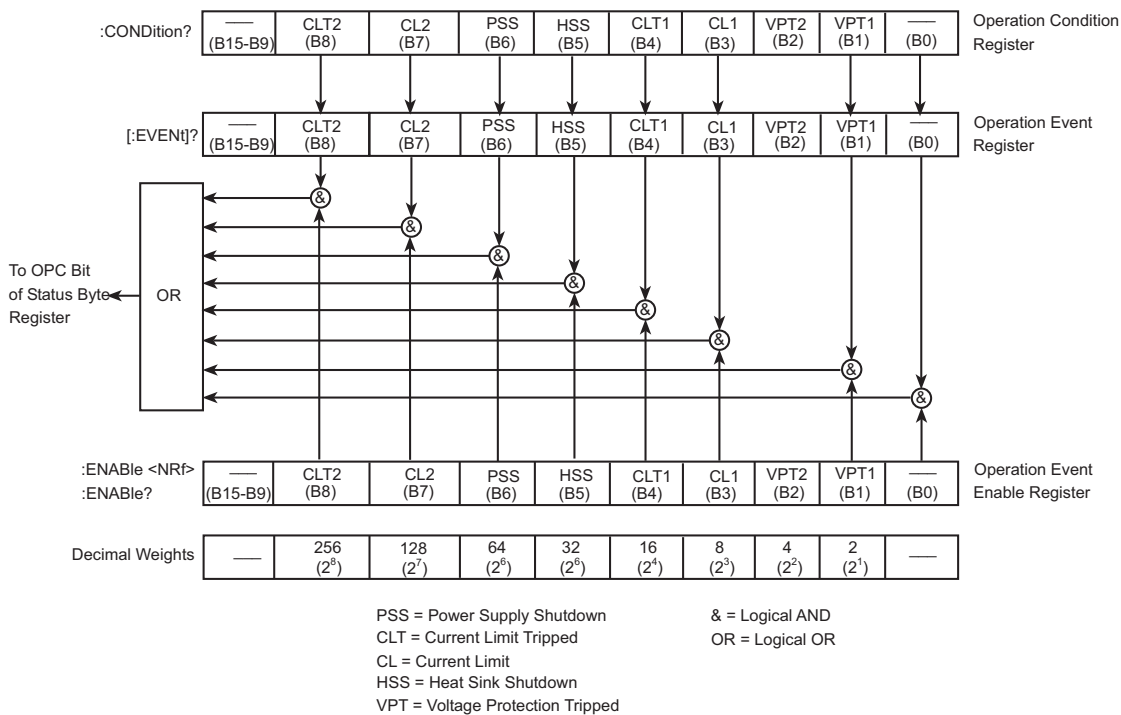 :CONDition?
—— (B15-B9)
CLT2 (B8)
CL2 (B7)
PSS (B6)
HSS (B5)
CLT1 (B4)
CL1 (B3)
VPT2 (B2)
VPT1 (B1)
—— (B0)
Operation Condition
Register
[:EVENt]?
—— (B15-B9)
CLT2 (B8)
CL2 (B7)
PSS (B6)
HSS (B5)
CLT1 (B4)
CL1 (B3)
VPT2 (B2)
VPT1 (B1)
—— (B0)
Operation Event
Register
&
&
&
&
&
&
&
&
To OPC Bit
of Status Byte
Register
OR
:ENABle <NRf>
:ENABle?
—— (B15-B9)
CLT2 (B8)
CL2 (B7)
PSS (B6)
HSS (B5)
CLT1 (B4)
CL1 (B3)
VPT2 (B2)
VPT1 (B1)
—— (B0)
Operation Event
Enable Register
Decimal Weights
——
256 (2⁸)
128 (2⁷)
64 (2⁶)
32 (2⁶)
16 (2⁴)
8 (2³)
4 (2²)
2 (2¹)
——
PSS = Power Supply Shutdown
CLT = Current Limit Tripped
CL = Current Limit
HSS = Heat Sink Shutdown
VPT = Voltage Protection Tripped
& = Logical AND
OR = Logical OR